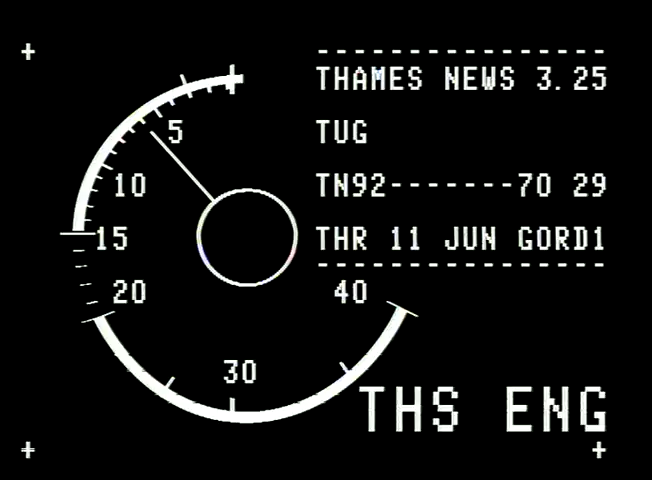 ----------------
THAMES NEWS 3.25
TUG
TN92-------70 29
THR 11 JUN GORD1
----------------
5
10
15
20
40
30
THS ENG